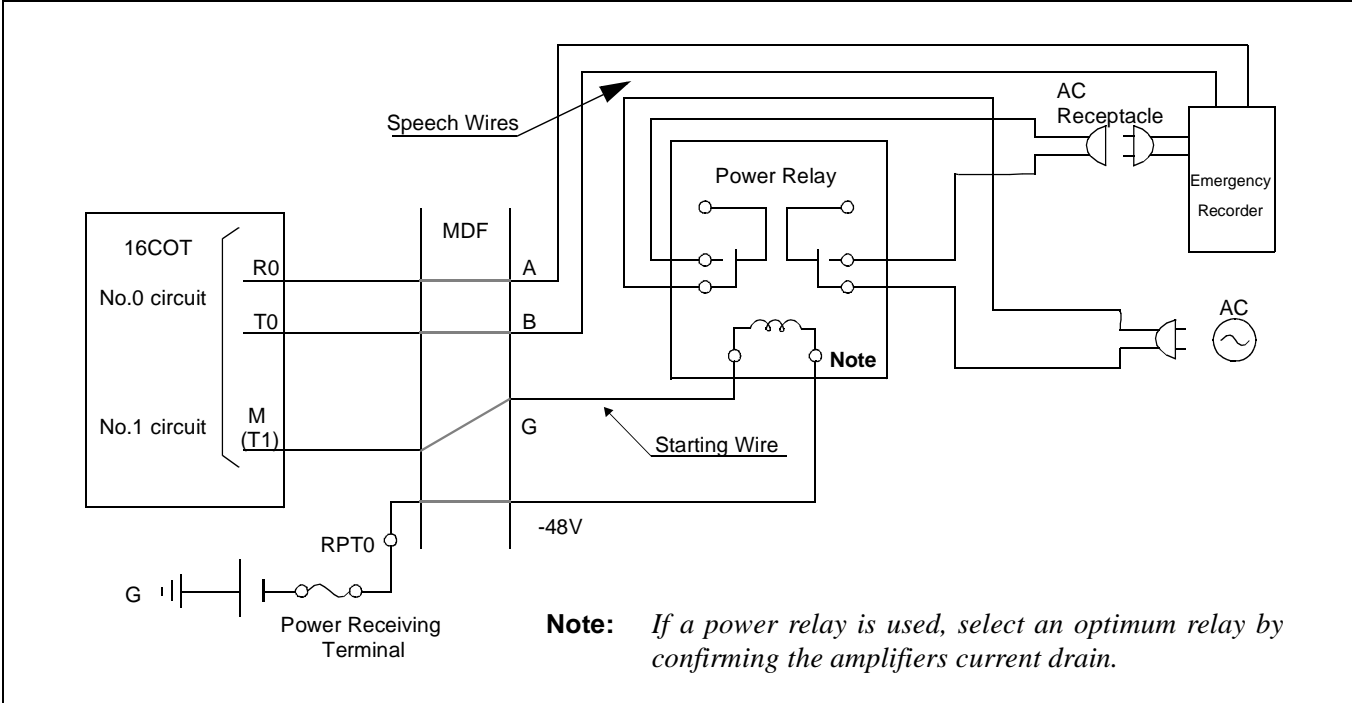 Speech Wires
AC
Receptacle
Emergency
Recorder
Power Relay
MDF
16COT
R0
A
No.0 circuit
T0
B
AC
Note
No.1 circuit
M
(T1)
G
Starting Wire
-48V
RPT0
G
Power Receiving
Terminal
Note: If a power relay is used, select an optimum relay by
confirming the amplifiers current drain.